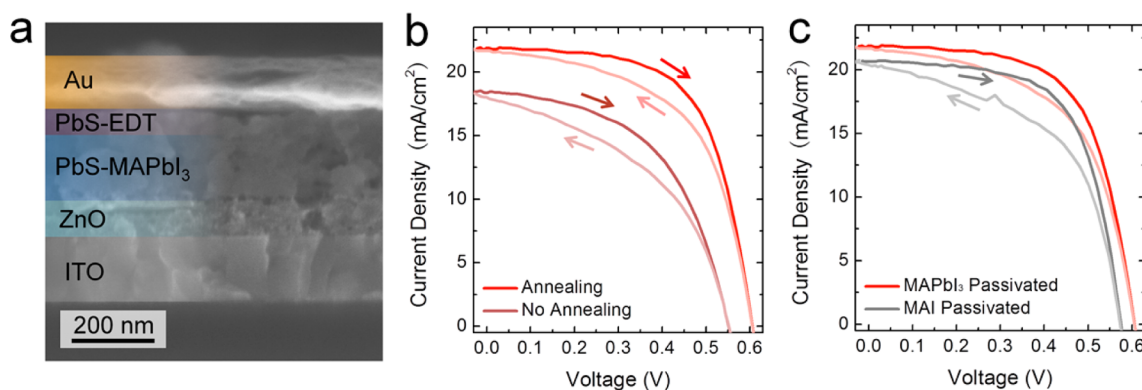 a
Au
PbS-EDT
PbS-MAPbI₃
ZnO
ITO
200 nm
b
Current Density (mA/cm²)
20
15
10
5
0
Annealing
No Annealing
0.0 0.1 0.2 0.3 0.4 0.5 0.6
Voltage (V)
c
Current Density (mA/cm²)
20
15
10
5
0
MAPbI₃ Passivated
MAI Passivated
0.0 0.1 0.2 0.3 0.4 0.5 0.6
Voltage (V)